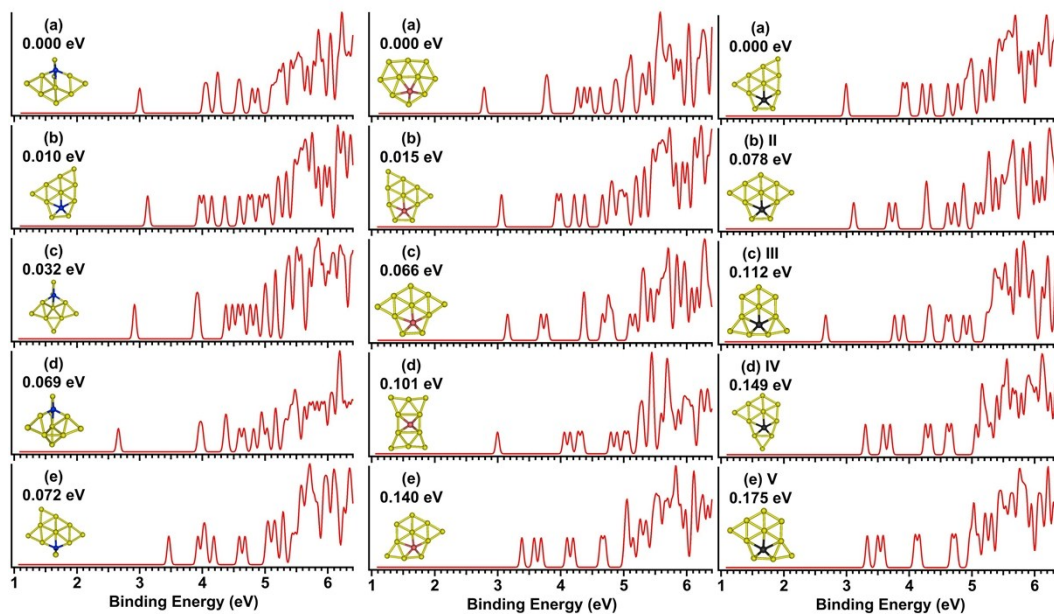 (a)
0.000 eV
(b)
0.010 eV
(c)
0.032 eV
(d)
0.069 eV
(e)
0.072 eV
1 2 3 4 5 6
Binding Energy (eV)
(a)
0.000 eV
(b)
0.015 eV
(c)
0.066 eV
(d)
0.101 eV
(e)
0.140 eV
1 2 3 4 5 6
Binding Energy (eV)
(a)
0.000 eV
(b) II
0.078 eV
(c) III
0.112 eV
(d) IV
0.149 eV
(e) V
0.175 eV
1 2 3 4 5 6
Binding Energy (eV)